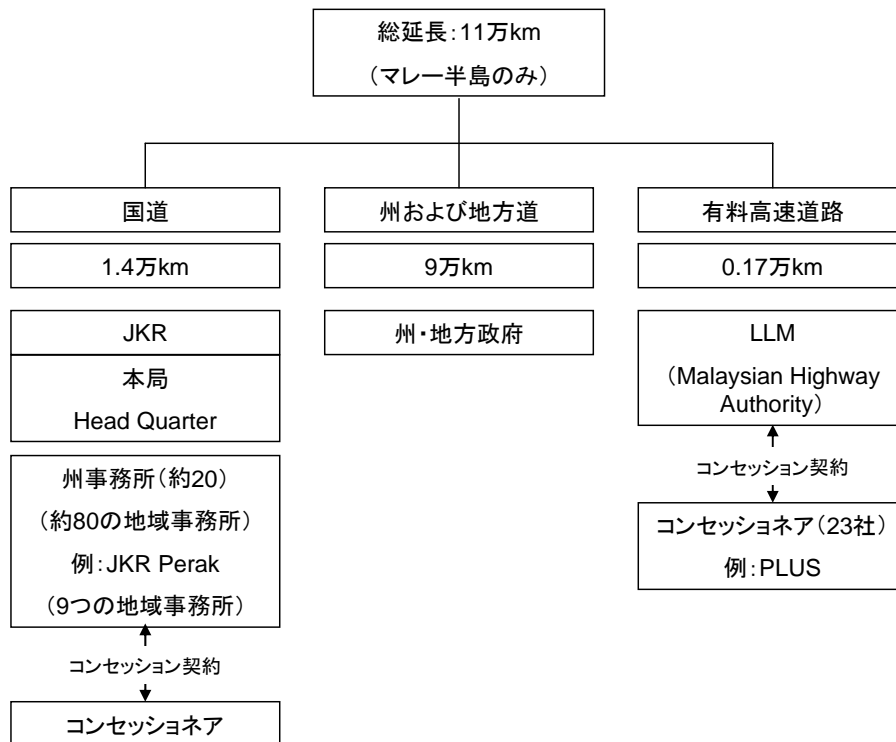 総延長：11万km
（マレー半島のみ）
国道
州および地方道
有料高速道路
1.4万km
9万km
0.17万km
JKR
本局
Head Quarter
州・地方政府
LLM
（Malaysian Highway
Authority）
コンセッション契約
コンセッショネア（23社）
例：PLUS
州事務所（約20）
（約80の地域事務所）
例：JKR Perak
（9つの地域事務所）
コンセッション契約
コンセッショネア